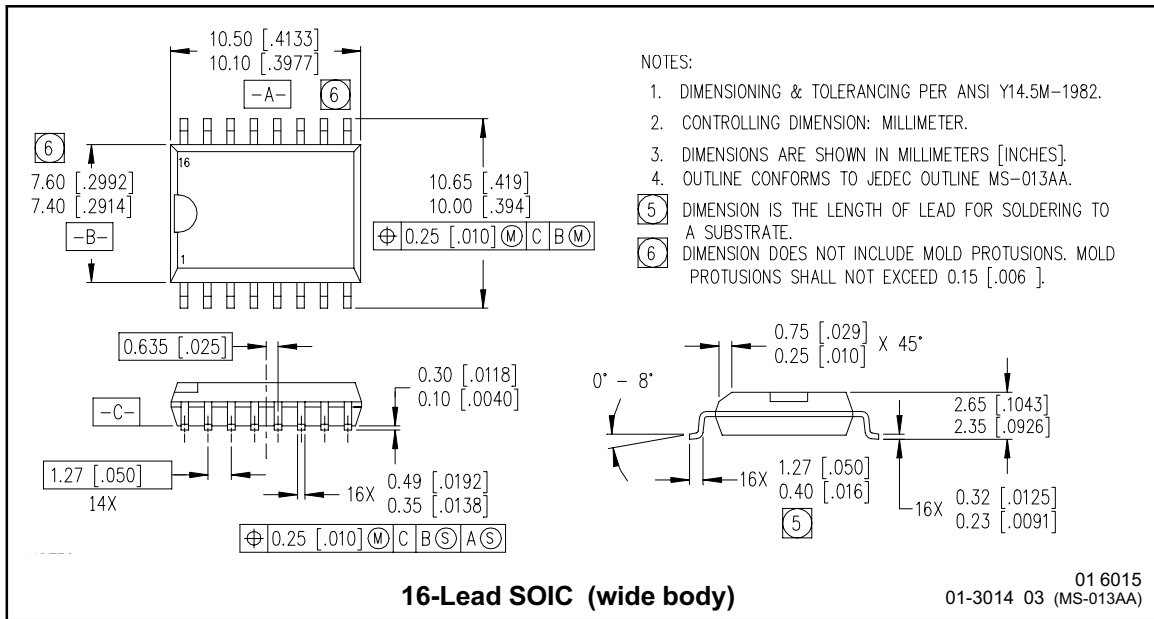 10.50 [.4133]
10.10 [.3977]
-A-
6
6
7.60 [.2992]
7.40 [.2914]
-B-
16
1
10.65 [.419]
10.00 [.394]
⌖ 0.25 [.010] Ⓜ C B Ⓜ
NOTES:
1. DIMENSIONING & TOLERANCING PER ANSI Y14.5M-1982.
2. CONTROLLING DIMENSION: MILLIMETER.
3. DIMENSIONS ARE SHOWN IN MILLIMETERS [INCHES].
4. OUTLINE CONFORMS TO JEDEC OUTLINE MS-013AA.
5 DIMENSION IS THE LENGTH OF LEAD FOR SOLDERING TO
A SUBSTRATE.
6 DIMENSION DOES NOT INCLUDE MOLD PROTUSIONS. MOLD
PROTUSIONS SHALL NOT EXCEED 0.15 [.006 ].
0.635 [.025]
-C-
0.30 [.0118]
0.10 [.0040]
1.27 [.050]
14X
16X 0.49 [.0192]
0.35 [.0138]
⌖ 0.25 [.010] Ⓜ C B Ⓢ A Ⓢ
0.75 [.029]
0.25 [.010]
X 45°
0° - 8°
2.65 [.1043]
2.35 [.0926]
16X 1.27 [.050]
0.40 [.016]
5
16X 0.32 [.0125]
0.23 [.0091]
16-Lead SOIC (wide body)
01 6015
01-3014 03 (MS-013AA)